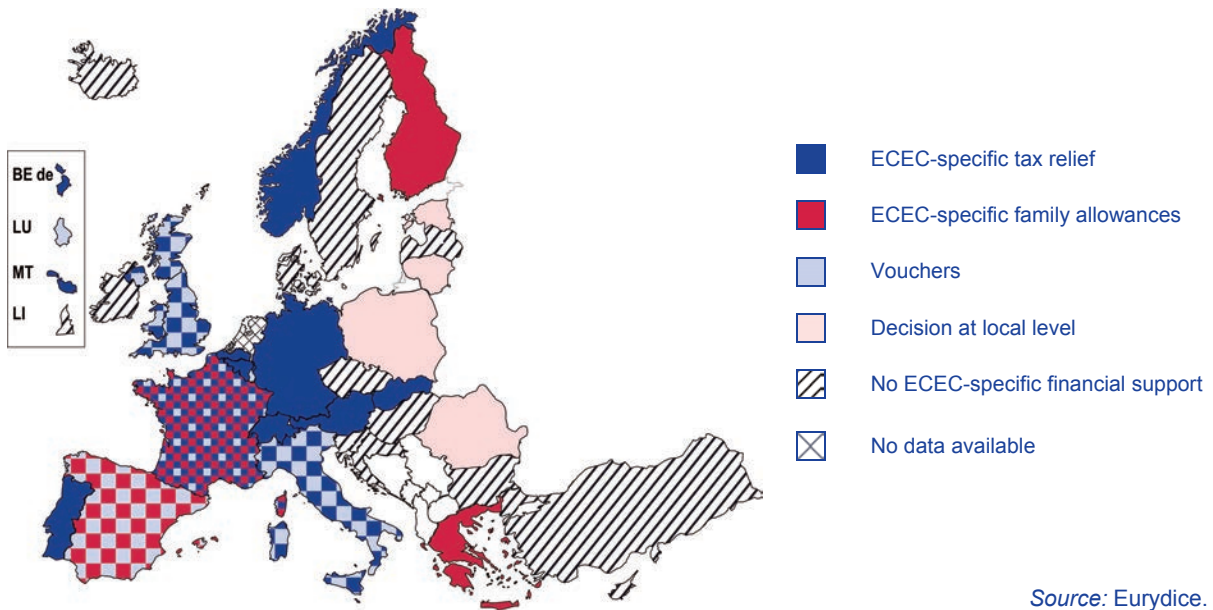 BE de
LU
MT
LI
ECEC-specific tax relief
ECEC-specific family allowances
Vouchers
Decision at local level
No ECEC-specific financial support
No data available
Source: Eurydice.